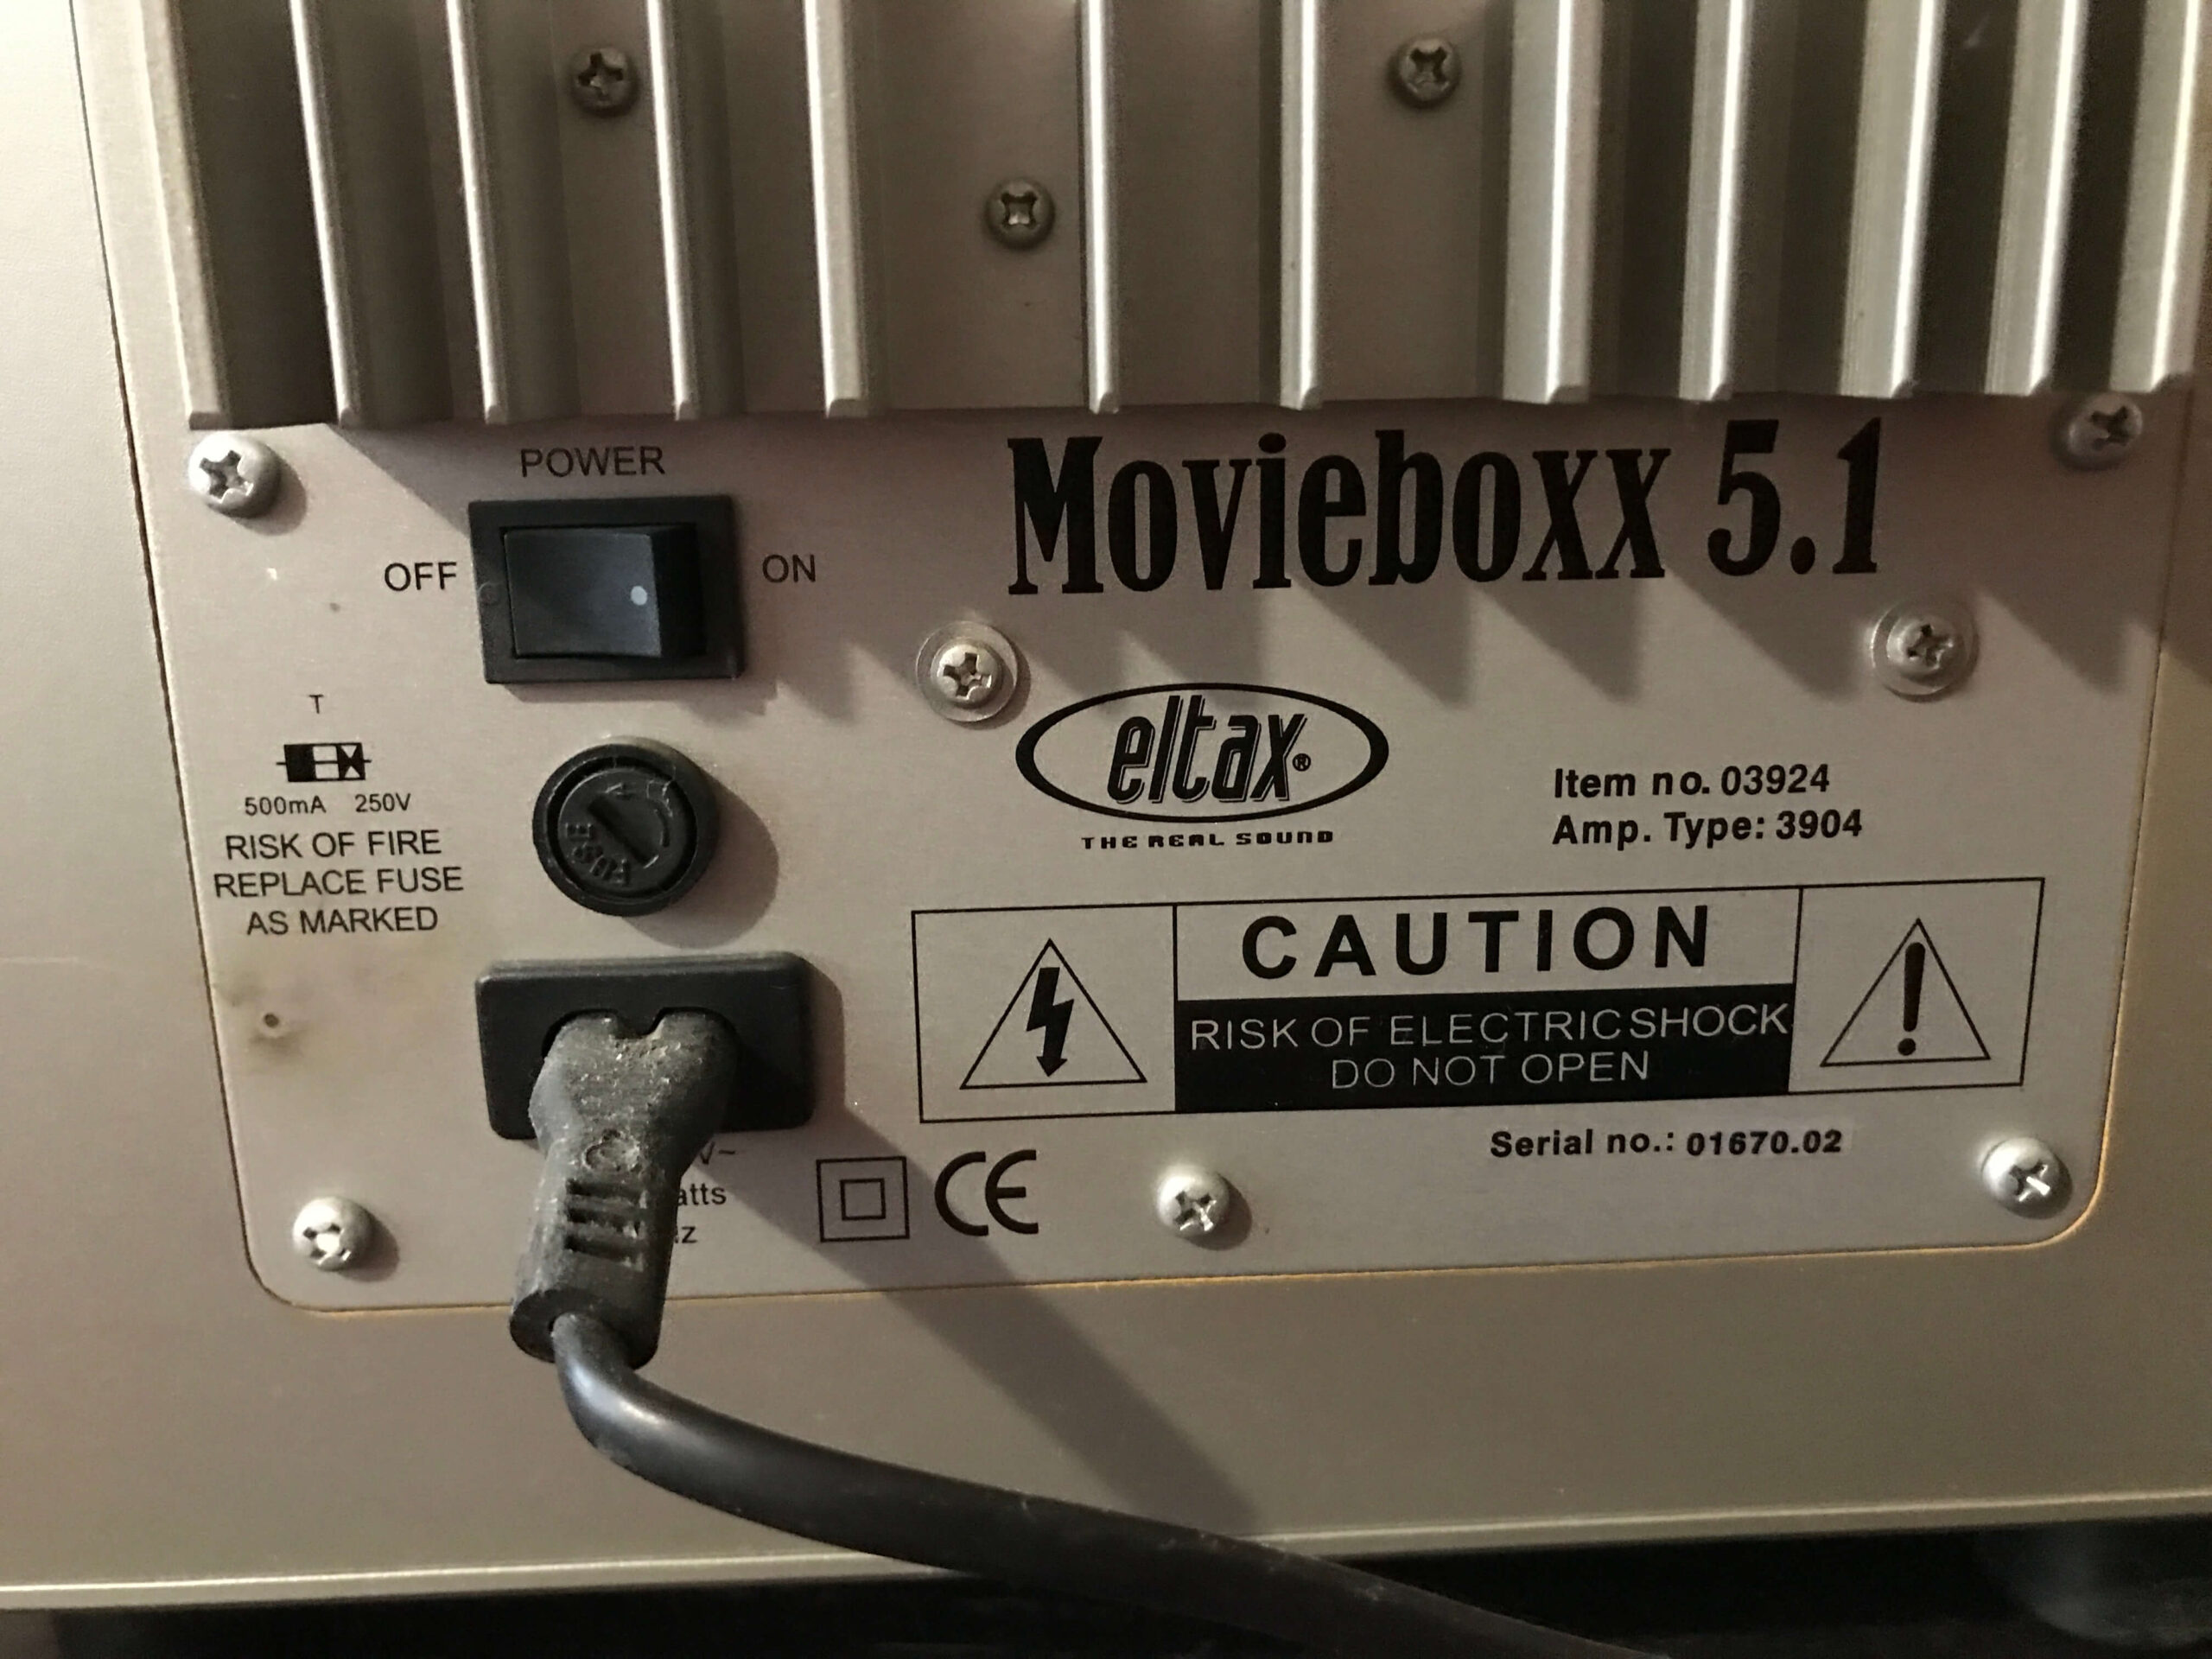 POWER
OFF
ON
Movieboxx 5.1
T
500mA 250V
RISK OF FIRE
REPLACE FUSE
AS MARKED
eltax®
THE REAL SOUND
Item no. 03924
Amp. Type: 3904
CAUTION
RISK OF ELECTRIC SHOCK
DO NOT OPEN
Serial no.: 01670.02
V~
atts
z
CE